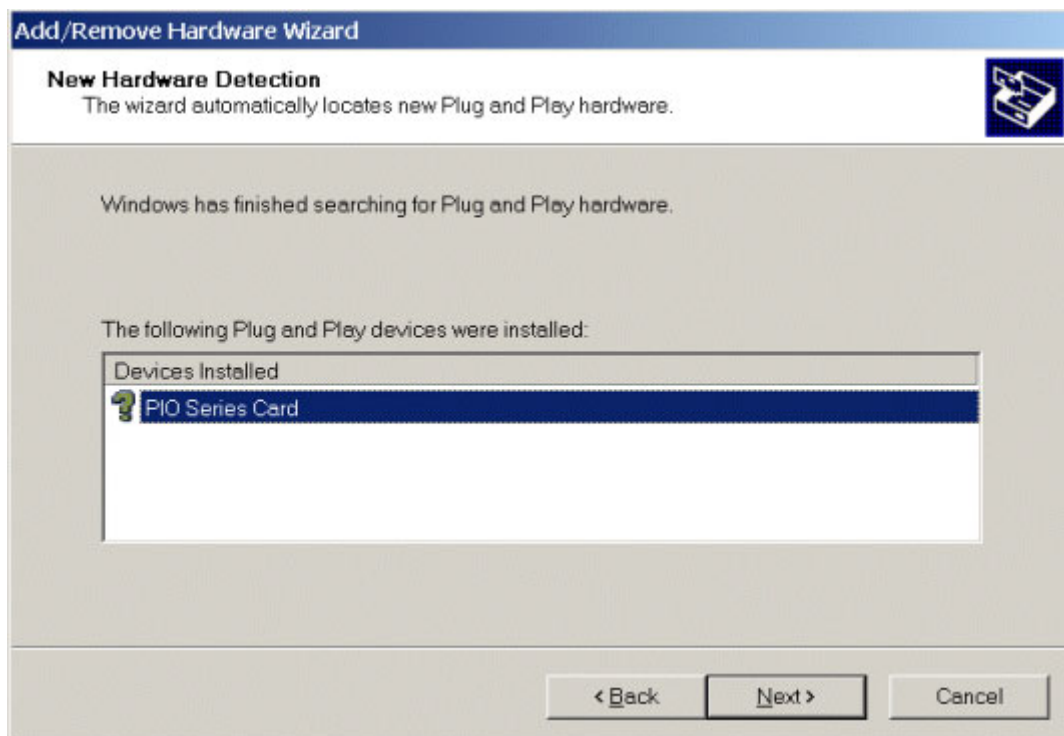 Add/Remove Hardware Wizard
New Hardware Detection
The wizard automatically locates new Plug and Play hardware.
Windows has finished searching for Plug and Play hardware.
The following Plug and Play devices were installed:
Devices Installed
PIO Series Card
< Back
Next >
Cancel